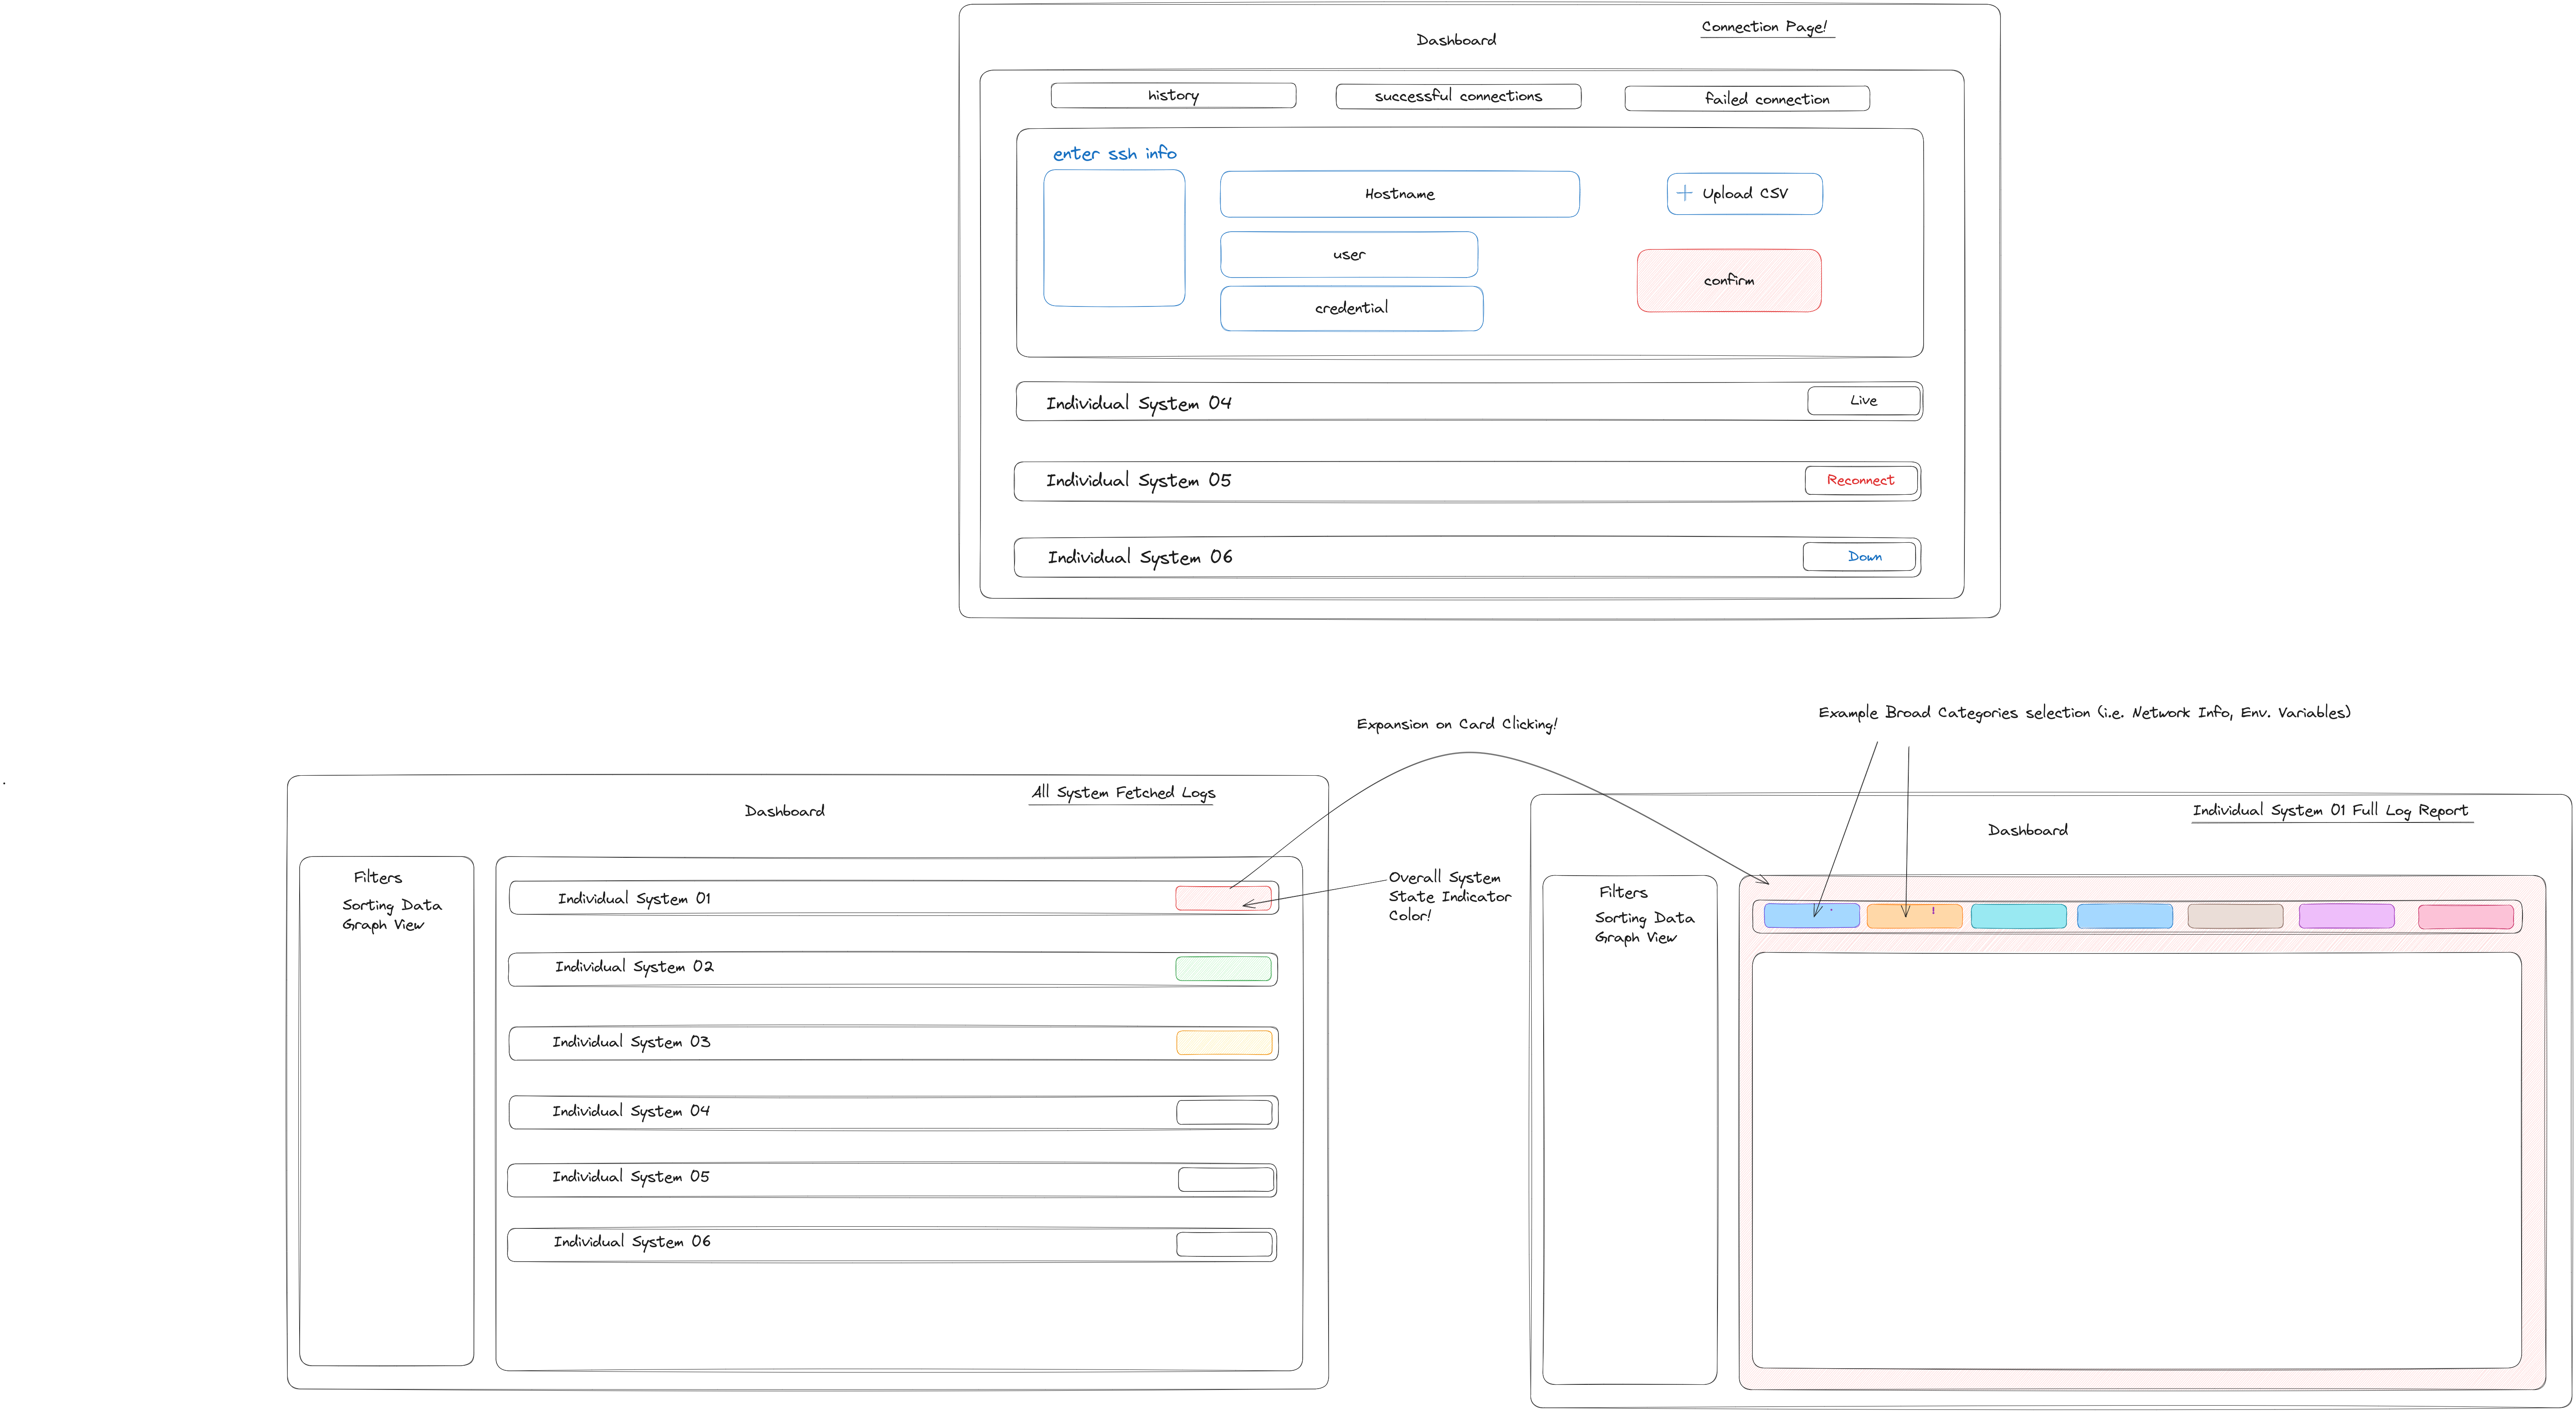 Connection Page!
Dashboard
history
successful connections
failed connection
enter ssh info
Hostname
+ Upload CSV
user
confirm
credential
Individual System 04
Live
Individual System 05
Reconnect
Individual System 06
Down
Expansion on Card Clicking!
Example Broad Categories selection (i.e. Network Info, Env. Variables)
All System Fetched Logs
Dashboard
Filters
Sorting Data
Graph View
Individual System 01
Individual System 02
Individual System 03
Individual System 04
Individual System 05
Individual System 06
Overall System
State Indicator
Color!
Individual System 01 Full Log Report
Dashboard
Filters
Sorting Data
Graph View
!